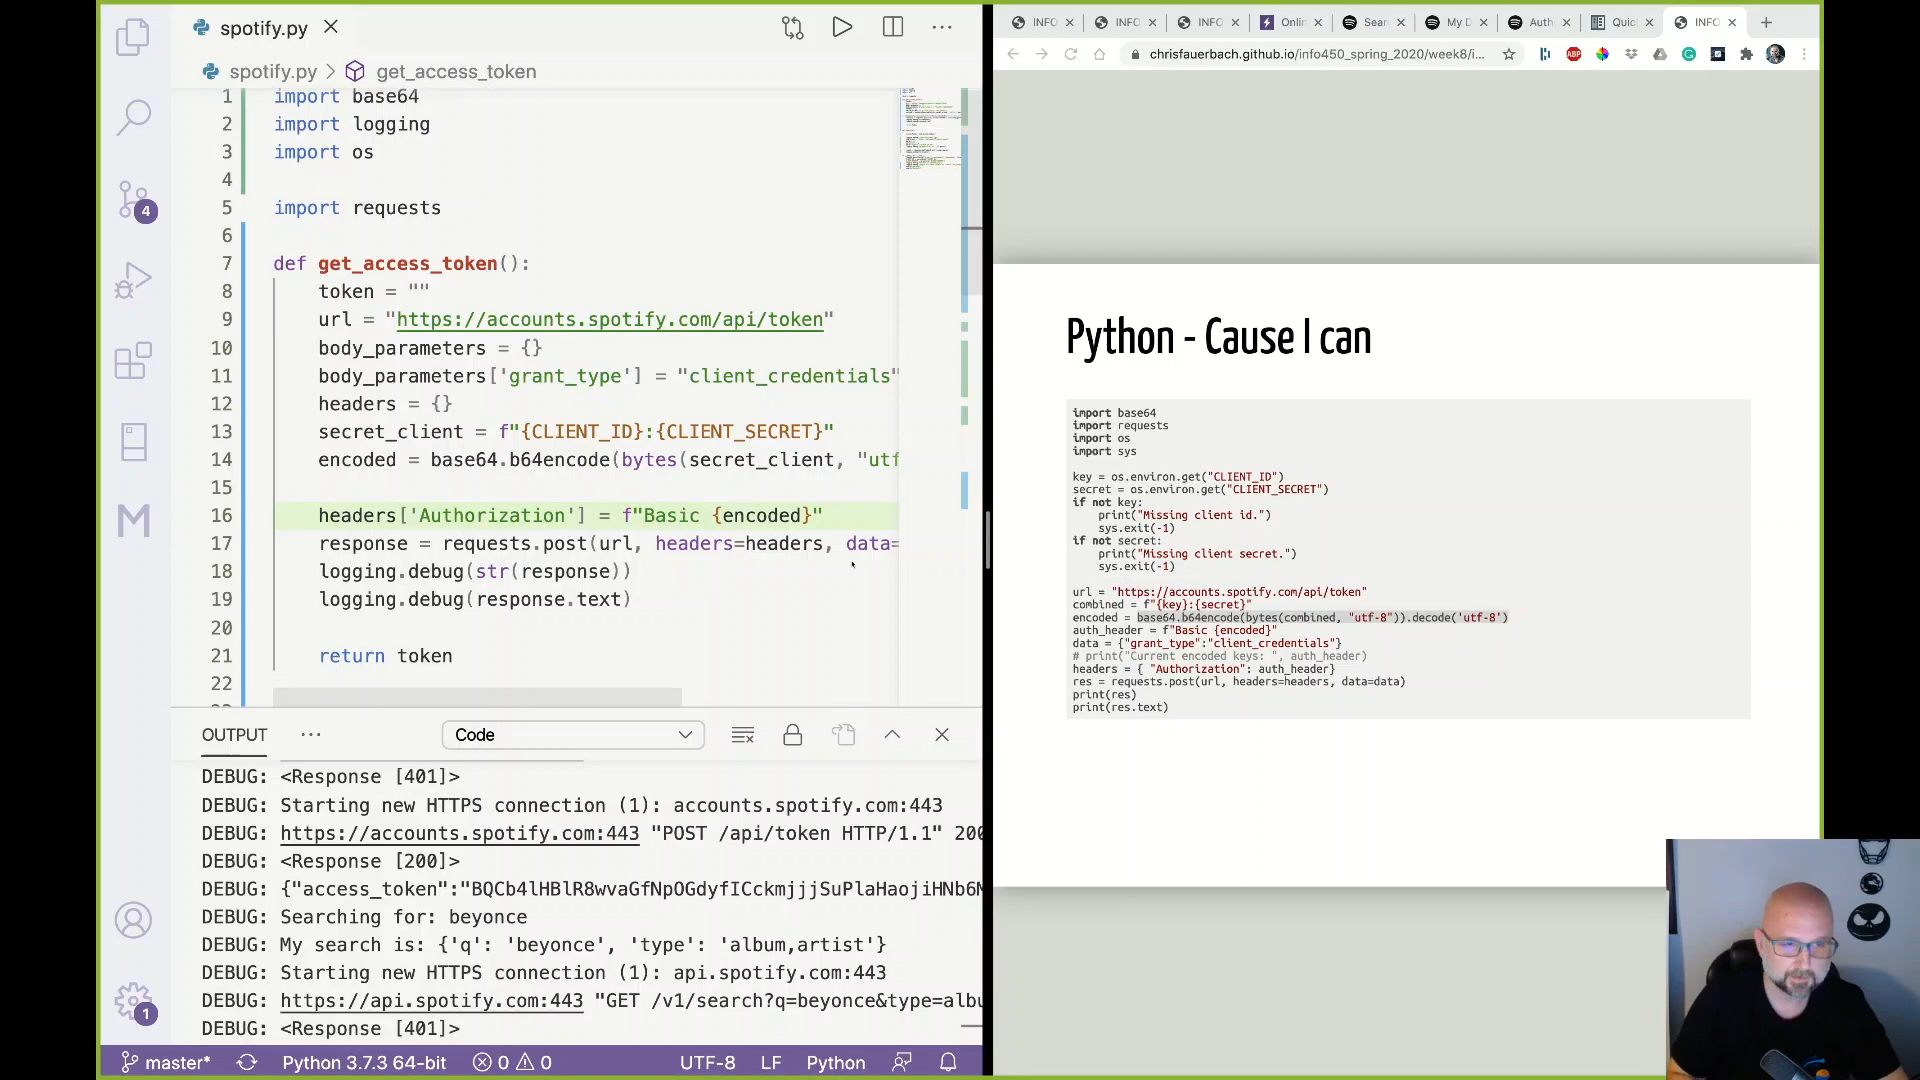 spotify.py
spotify.py > get_access_token
1 import base64
2 import logging
3 import os
4
5 import requests
6
7 def get_access_token():
8 token = ""
9 url = "https://accounts.spotify.com/api/token"
10 body_parameters = {}
11 body_parameters['grant_type'] = "client_credentials"
12 headers = {}
13 secret_client = f"{CLIENT_ID}:{CLIENT_SECRET}"
14 encoded = base64.b64encode(bytes(secret_client, "utf
15
16 headers['Authorization'] = f"Basic {encoded}"
17 response = requests.post(url, headers=headers, data=
18 logging.debug(str(response))
19 logging.debug(response.text)
20
21 return token
22
4
OUTPUT
Code
DEBUG: <Response [401]>
DEBUG: Starting new HTTPS connection (1): accounts.spotify.com:443
DEBUG: https://accounts.spotify.com:443 "POST /api/token HTTP/1.1" 200
DEBUG: <Response [200]>
DEBUG: {"access_token":"BQCb4lHBlR8wvaGfNpOGdyfICckmjjjSuPlaHaojiHNb6M
DEBUG: Searching for: beyonce
DEBUG: My search is: {'q': 'beyonce', 'type': 'album,artist'}
DEBUG: Starting new HTTPS connection (1): api.spotify.com:443
DEBUG: https://api.spotify.com:443 "GET /v1/search?q=beyonce&type=albu
DEBUG: <Response [401]>
1
master* Python 3.7.3 64-bit 0 0 UTF-8 LF Python
INFO INFO INFO Onlin Sear My D Auth Quic INFO
chrisfauerbach.github.io/info450_spring_2020/week8/i...
ABP
Python - Cause I can
import base64
import requests
import os
import sys
key = os.environ.get("CLIENT_ID")
secret = os.environ.get("CLIENT_SECRET")
if not key:
print("Missing client id.")
sys.exit(-1)
if not secret:
print("Missing client secret.")
sys.exit(-1)
url = "https://accounts.spotify.com/api/token"
combined = f"{key}:{secret}"
encoded = base64.b64encode(bytes(combined, "utf-8")).decode('utf-8')
auth_header = f"Basic {encoded}"
data = {"grant_type":"client_credentials"}
# print("Current encoded keys: ", auth_header)
headers = { "Authorization": auth_header}
res = requests.post(url, headers=headers, data=data)
print(res)
print(res.text)